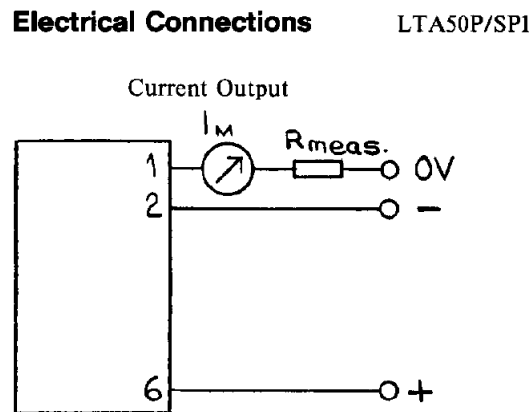 Electrical Connections LTA50P/SP1
Current Output
IM
Rmeas.
1 0V
2 -
6 +